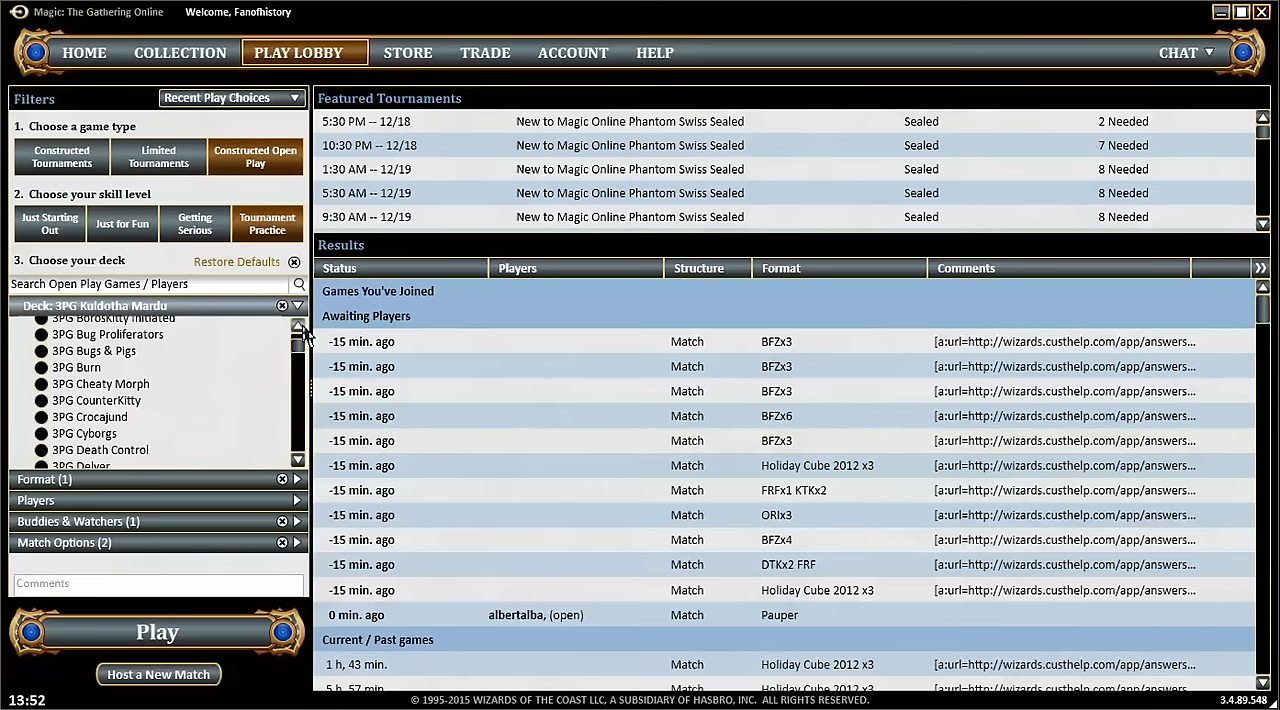 Magic: The Gathering Online Welcome, Fanofhistory
HOME COLLECTION PLAY LOBBY STORE TRADE ACCOUNT HELP CHAT
Filters Recent Play Choices
1. Choose a game type
Constructed Tournaments Limited Tournaments Constructed Open Play
2. Choose your skill level
Just Starting Out Just for Fun Getting Serious Tournament Practice
3. Choose your deck Restore Defaults
Search Open Play Games / Players
Deck: 3PG Kuldotha Mardu
3PG BorosKitty Initiated
3PG Bug Proliferators
3PG Bugs & Pigs
3PG Burn
3PG Cheaty Morph
3PG CounterKitty
3PG Crocajund
3PG Cyborgs
3PG Death Control
3PG Delver
Format (1)
Players
Buddies & Watchers (1)
Match Options (2)
Comments
Play
Host a New Match
13:52
Featured Tournaments
5:30 PM -- 12/18 New to Magic Online Phantom Swiss Sealed Sealed 2 Needed
10:30 PM -- 12/18 New to Magic Online Phantom Swiss Sealed Sealed 7 Needed
1:30 AM -- 12/19 New to Magic Online Phantom Swiss Sealed Sealed 8 Needed
5:30 AM -- 12/19 New to Magic Online Phantom Swiss Sealed Sealed 8 Needed
9:30 AM -- 12/19 New to Magic Online Phantom Swiss Sealed Sealed 8 Needed
Results
Status Players Structure Format Comments
Games You've Joined
Awaiting Players
-15 min. ago Match BFZx3 [a:url=http://wizards.custhelp.com/app/answers...
-15 min. ago Match BFZx3 [a:url=http://wizards.custhelp.com/app/answers...
-15 min. ago Match BFZx3 [a:url=http://wizards.custhelp.com/app/answers...
-15 min. ago Match BFZx6 [a:url=http://wizards.custhelp.com/app/answers...
-15 min. ago Match BFZx3 [a:url=http://wizards.custhelp.com/app/answers...
-15 min. ago Match Holiday Cube 2012 x3 [a:url=http://wizards.custhelp.com/app/answers...
-15 min. ago Match FRFx1 KTKx2 [a:url=http://wizards.custhelp.com/app/answers...
-15 min. ago Match ORIx3 [a:url=http://wizards.custhelp.com/app/answers...
-15 min. ago Match BFZx4 [a:url=http://wizards.custhelp.com/app/answers...
-15 min. ago Match DTKx2 FRF [a:url=http://wizards.custhelp.com/app/answers...
-15 min. ago Match Holiday Cube 2012 x3 [a:url=http://wizards.custhelp.com/app/answers...
0 min. ago albertalba, (open) Match Pauper
Current / Past games
1 h, 43 min. Match Holiday Cube 2012 x3 [a:url=http://wizards.custhelp.com/app/answers...
5 h, 57 min. Match Holiday Cube 2012 x3 [a:url=http://wizards.custhelp.com/app/answers...
© 1995-2015 WIZARDS OF THE COAST LLC, A SUBSIDIARY OF HASBRO, INC. ALL RIGHTS RESERVED. 3.4.89.548